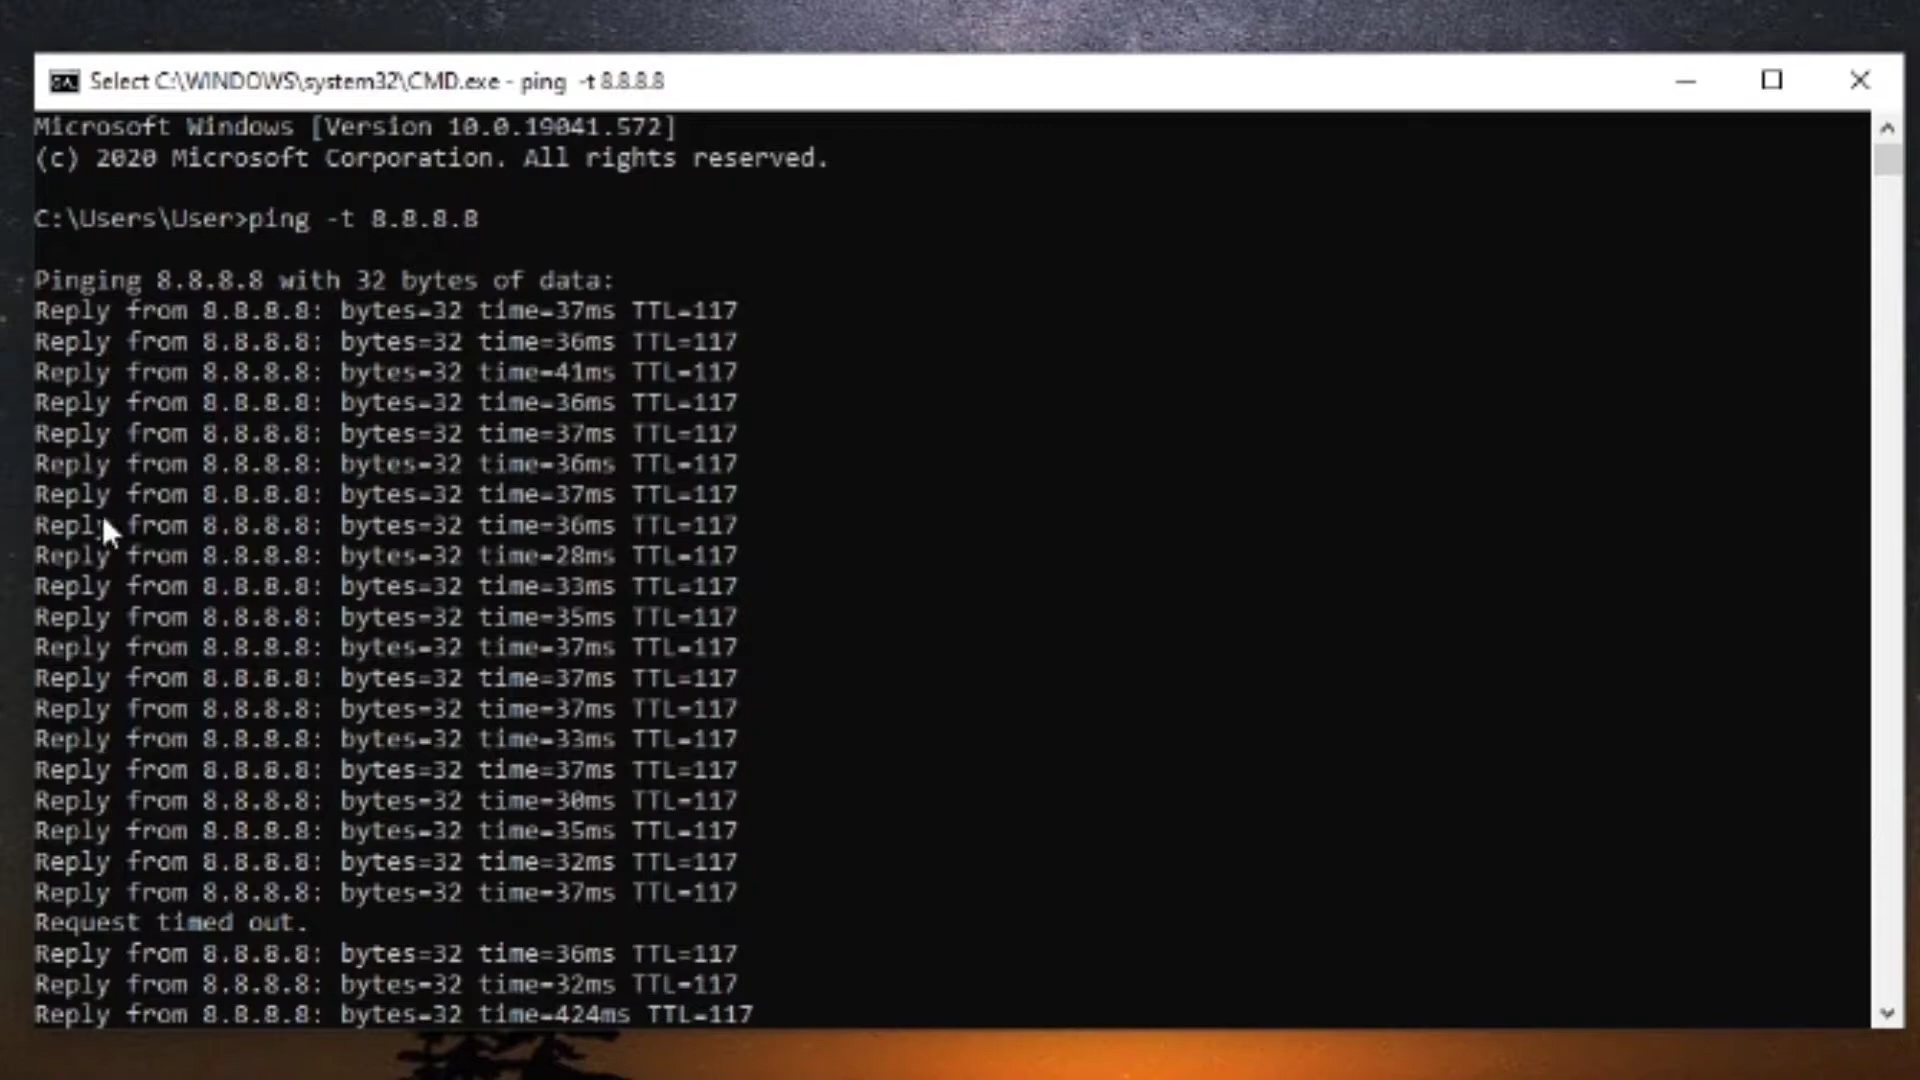 Select C:\WINDOWS\system32\CMD.exe - ping -t 8.8.8.8
Microsoft Windows [Version 10.0.19041.572]
(c) 2020 Microsoft Corporation. All rights reserved.
C:\Users\User>ping -t 8.8.8.8
Pinging 8.8.8.8 with 32 bytes of data:
Reply from 8.8.8.8: bytes=32 time=37ms TTL=117
Reply from 8.8.8.8: bytes=32 time=36ms TTL=117
Reply from 8.8.8.8: bytes=32 time=41ms TTL=117
Reply from 8.8.8.8: bytes=32 time=36ms TTL=117
Reply from 8.8.8.8: bytes=32 time=37ms TTL=117
Reply from 8.8.8.8: bytes=32 time=36ms TTL=117
Reply from 8.8.8.8: bytes=32 time=37ms TTL=117
Reply from 8.8.8.8: bytes=32 time=36ms TTL=117
Reply from 8.8.8.8: bytes=32 time=28ms TTL=117
Reply from 8.8.8.8: bytes=32 time=33ms TTL=117
Reply from 8.8.8.8: bytes=32 time=35ms TTL=117
Reply from 8.8.8.8: bytes=32 time=37ms TTL=117
Reply from 8.8.8.8: bytes=32 time=37ms TTL=117
Reply from 8.8.8.8: bytes=32 time=37ms TTL=117
Reply from 8.8.8.8: bytes=32 time=33ms TTL=117
Reply from 8.8.8.8: bytes=32 time=37ms TTL=117
Reply from 8.8.8.8: bytes=32 time=30ms TTL=117
Reply from 8.8.8.8: bytes=32 time=35ms TTL=117
Reply from 8.8.8.8: bytes=32 time=32ms TTL=117
Reply from 8.8.8.8: bytes=32 time=37ms TTL=117
Request timed out.
Reply from 8.8.8.8: bytes=32 time=36ms TTL=117
Reply from 8.8.8.8: bytes=32 time=32ms TTL=117
Reply from 8.8.8.8: bytes=32 time=424ms TTL=117